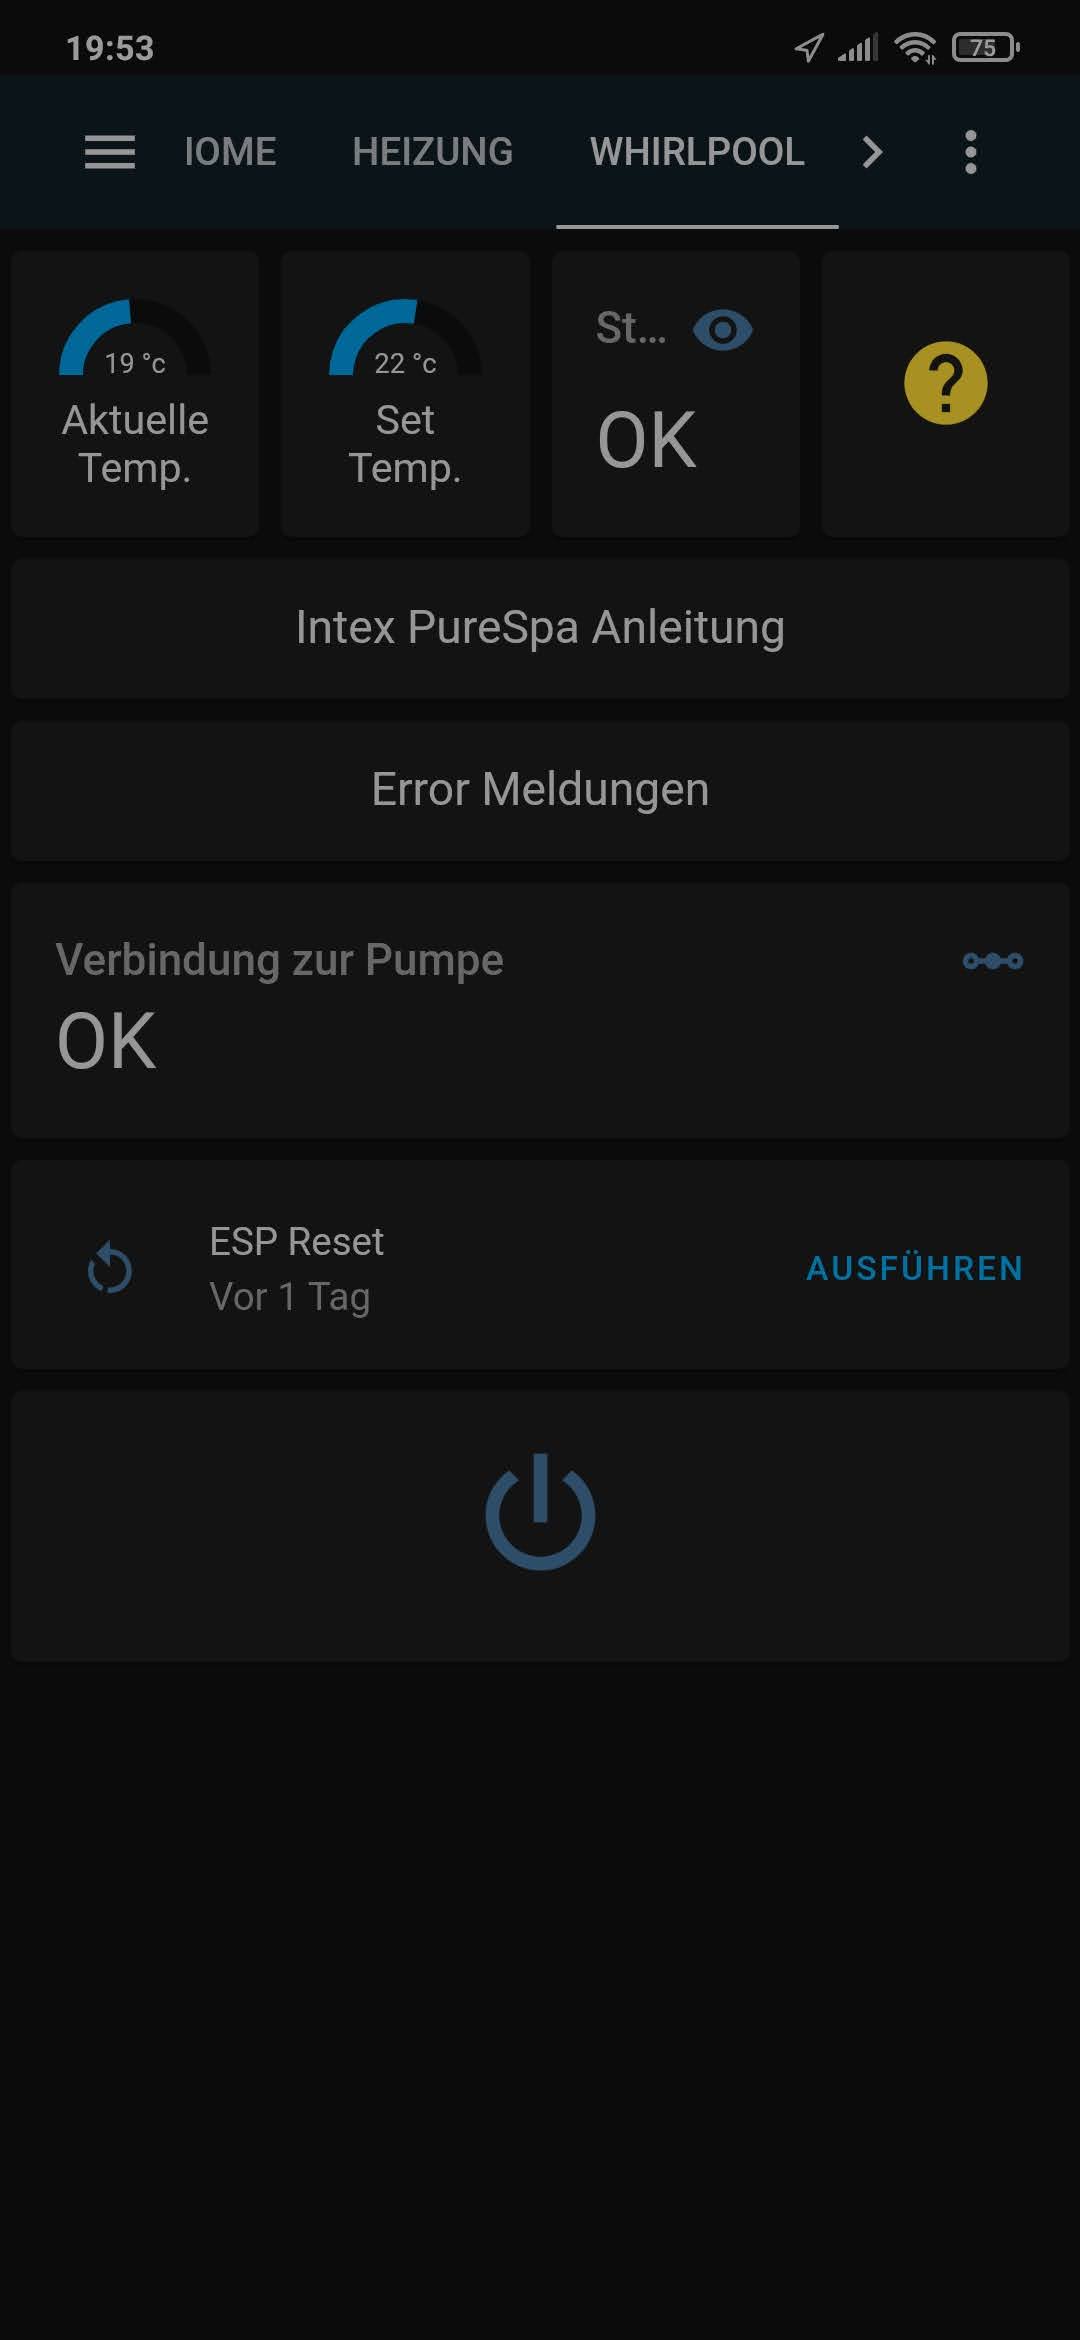 19:53
75
IOME HEIZUNG WHIRLPOOL
19 °c
Aktuelle
Temp.
22 °c
Set
Temp.
St...
OK
?
Intex PureSpa Anleitung
Error Meldungen
Verbindung zur Pumpe
OK
ESP Reset
Vor 1 Tag
AUSFÜHREN